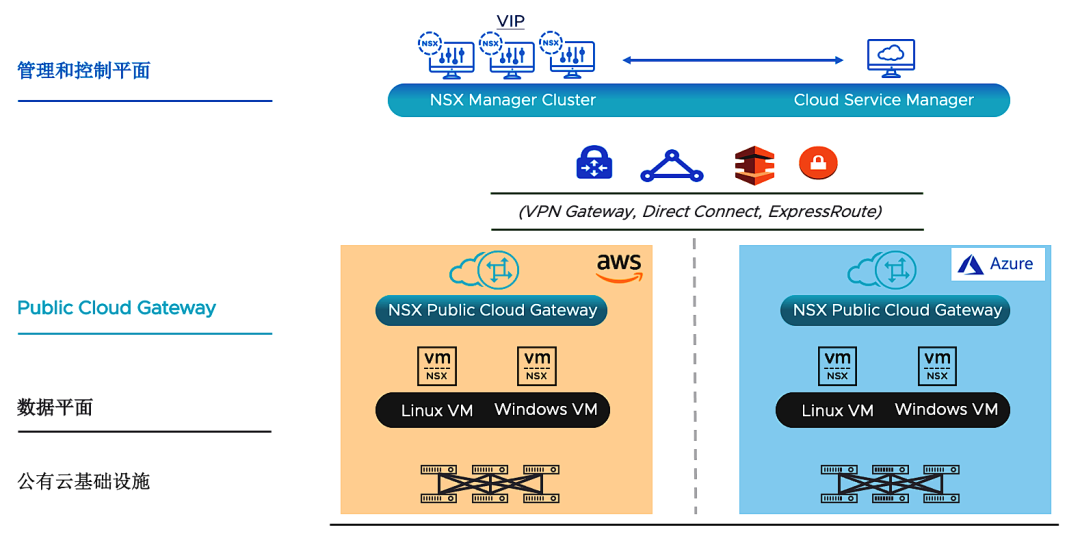 VIP
NSX
NSX
NSX
管理和控制平面
NSX Manager Cluster
Cloud Service Manager
(VPN Gateway, Direct Connect, ExpressRoute)
aws
Azure
Public Cloud Gateway
NSX Public Cloud Gateway
NSX Public Cloud Gateway
vm
NSX
vm
NSX
vm
NSX
vm
NSX
数据平面
Linux VM
Windows VM
Linux VM
Windows VM
公有云基础设施